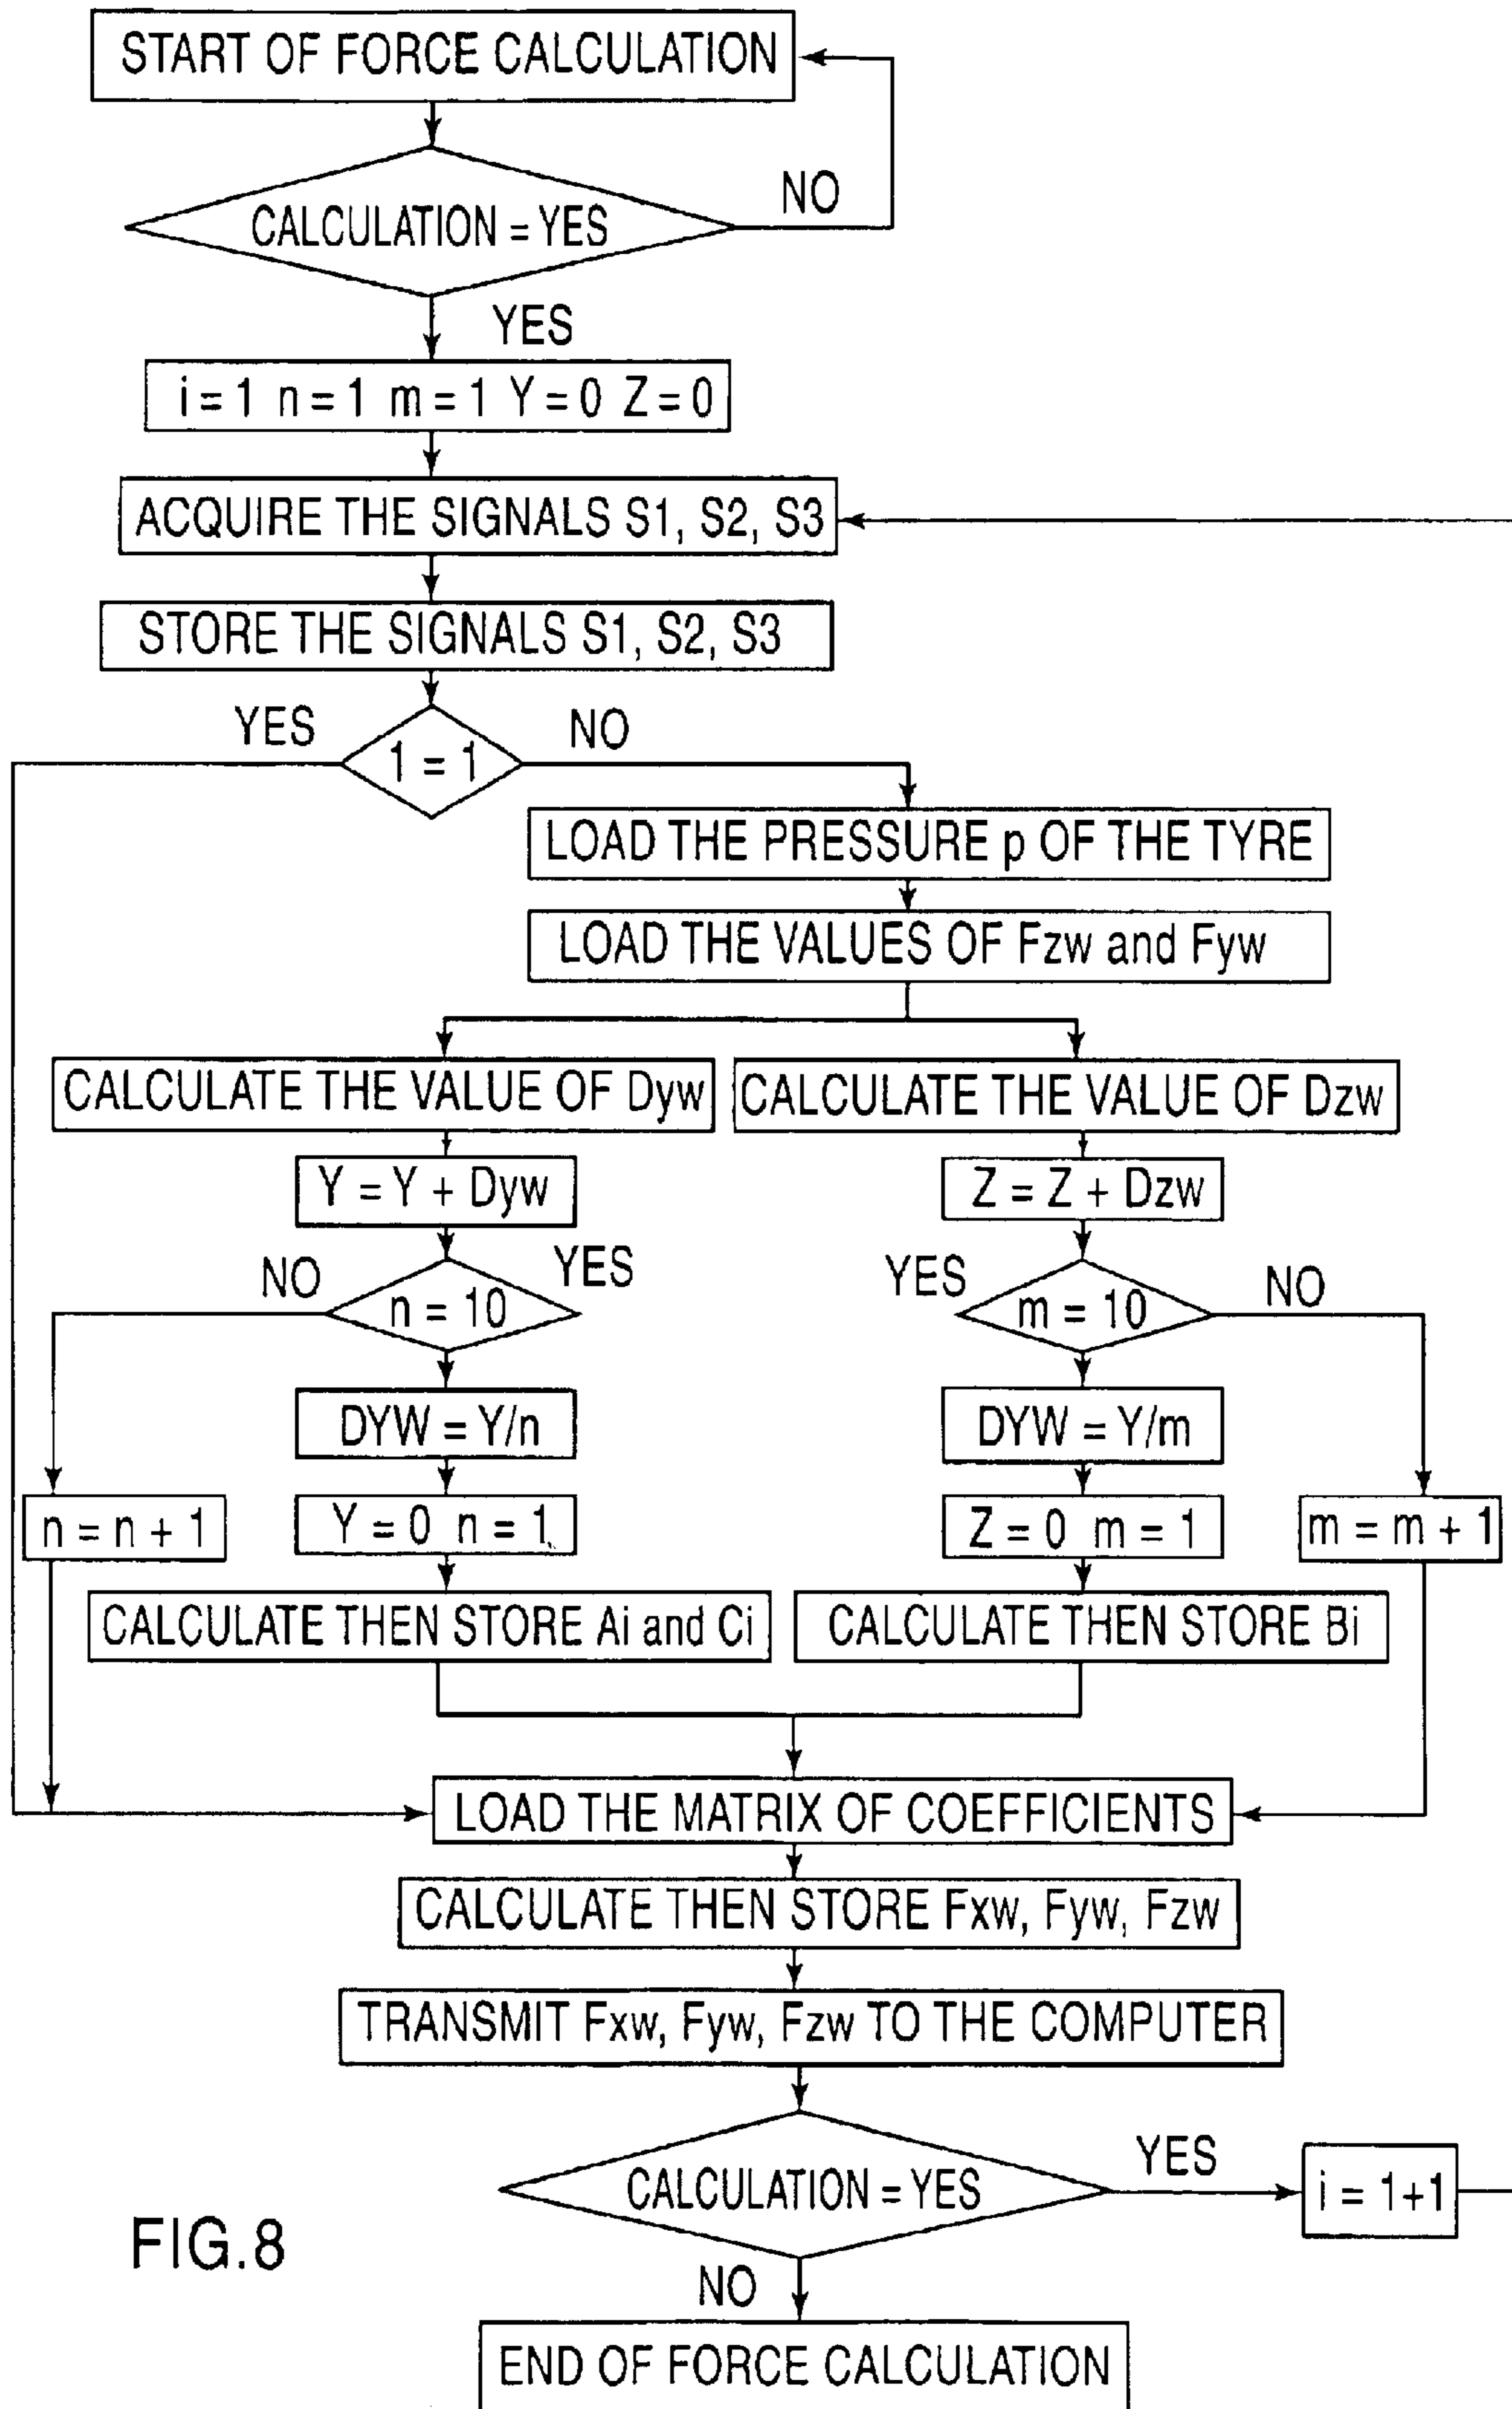 START OF FORCE CALCULATION
CALCULATION = YES
NO
YES
i = 1 n = 1 m = 1 Y = 0 Z = 0
ACQUIRE THE SIGNALS S1, S2, S3
STORE THE SIGNALS S1, S2, S3
YES
1 = 1
NO
LOAD THE PRESSURE p OF THE TYRE
LOAD THE VALUES OF Fzw and Fyw
CALCULATE THE VALUE OF Dyw
CALCULATE THE VALUE OF Dzw
Y = Y + Dyw
Z = Z + Dzw
NO
n = 10
YES
YES
m = 10
NO
DYW = Y/n
DYW = Y/m
n = n + 1
Y = 0 n = 1
Z = 0 m = 1
m = m + 1
CALCULATE THEN STORE Ai and Ci
CALCULATE THEN STORE Bi
LOAD THE MATRIX OF COEFFICIENTS
CALCULATE THEN STORE Fxw, Fyw, Fzw
TRANSMIT Fxw, Fyw, Fzw TO THE COMPUTER
CALCULATION = YES
YES
i = 1+1
NO
END OF FORCE CALCULATION
FIG.8